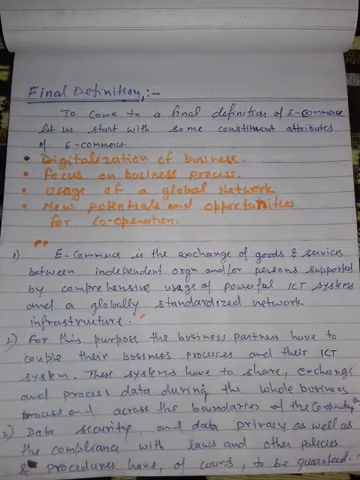 Final Definition,:-
To come to a final definition of E-commerce
let us start with some constituent attributes
of E-commerce.
• Digitalization of business.
• Focus on bociness process.
• Usage of a global Network.
• New potentials and opportunities
for co-operation.
"
1) E-commerce is the exchange of goods & services
between independent orgn and/or persons supported
by comprehensive usage of powerful ICT systems
and a globally standardized network
infrastructure."
2) For this purpose the business partners have to
couple their business processes and their ICT
system. These systems have to share, exchange
and process data during the whole business
process and across the boundaries of the
3) Data security and data privacy as well as
the compliance with laws and other policies
& procedures have, of to be guaranteed.